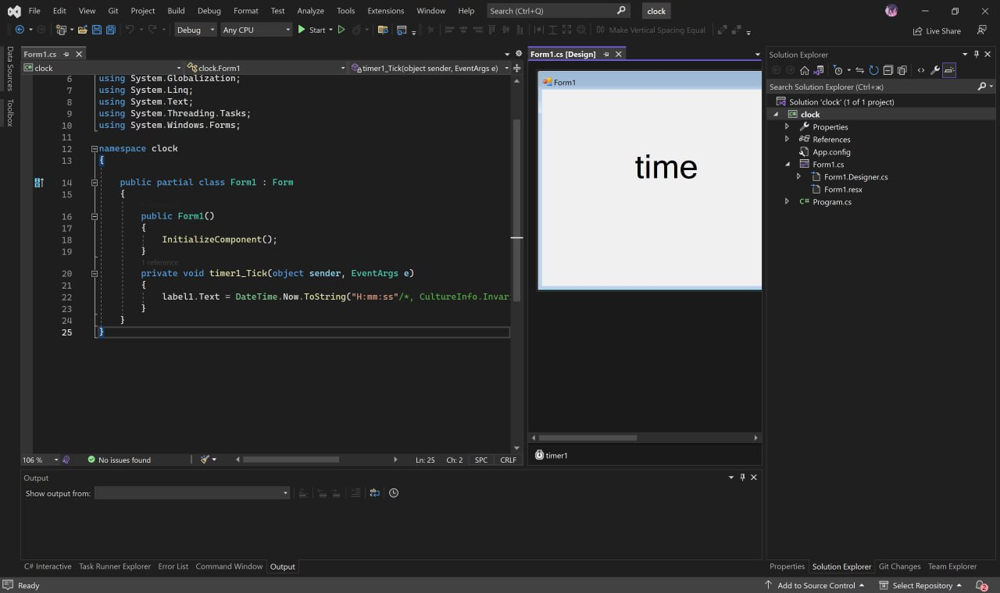 File Edit View Git Project Build Debug Format Test Analyze Tools Extensions Window Help Search (Ctrl+Q) clock
Debug Any CPU Start Make Vertical Spacing Equal Live Share
Data Sources
Toolbox
Form1.cs
clock clock.Form1 timer1_Tick(object sender, EventArgs e)
6 using System.Globalization;
7 using System.Linq;
8 using System.Text;
9 using System.Threading.Tasks;
10 using System.Windows.Forms;
11
12 namespace clock
13 {
14 public partial class Form1 : Form
15 {
16 public Form1()
17 {
18 InitializeComponent();
19 }
1 reference
20 private void timer1_Tick(object sender, EventArgs e)
21 {
22 label1.Text = DateTime.Now.ToString("H:mm:ss"/*, CultureInfo.Invar
23 }
24 }
25 }
106 % No issues found Ln: 25 Ch: 2 SPC CRLF
Form1.cs [Design]
Form1
time
timer1
Solution Explorer
Search Solution Explorer (Ctrl+ж)
Solution 'clock' (1 of 1 project)
clock
Properties
References
App.config
Form1.cs
Form1.Designer.cs
Form1.resx
Program.cs
Output
Show output from:
C# Interactive Task Runner Explorer Error List Command Window Output
Properties Solution Explorer Git Changes Team Explorer
Ready Add to Source Control Select Repository 2